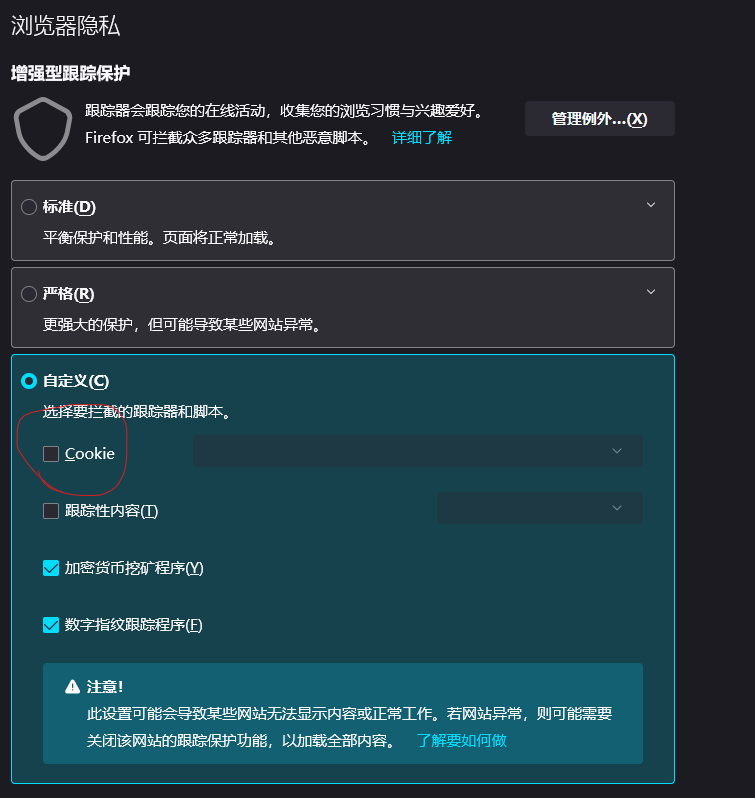 浏览器隐私
增强型跟踪保护
跟踪器会跟踪您的在线活动，收集您的浏览习惯与兴趣爱好。
Firefox 可拦截众多跟踪器和其他恶意脚本。 详细了解
管理例外...(X)
标准(D)
平衡保护和性能。页面将正常加载。
严格(R)
更强大的保护，但可能导致某些网站异常。
自定义(C)
选择要拦截的跟踪器和脚本。
Cookie
跟踪性内容(T)
加密货币挖矿程序(Y)
数字指纹跟踪程序(F)
注意！
此设置可能会导致某些网站无法显示内容或正常工作。若网站异常，则可能需要
关闭该网站的跟踪保护功能，以加载全部内容。 了解要如何做